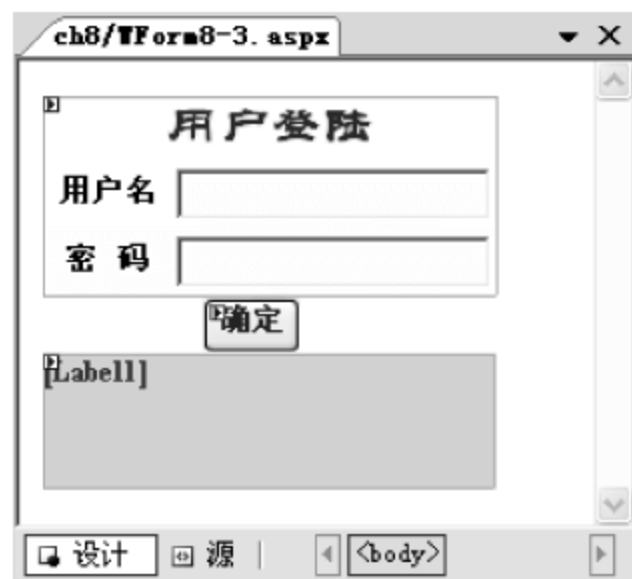 ch8/WForm8-3.aspx
用户登陆
用户名
密 码
确定
[Label1]
设计 源 <body>